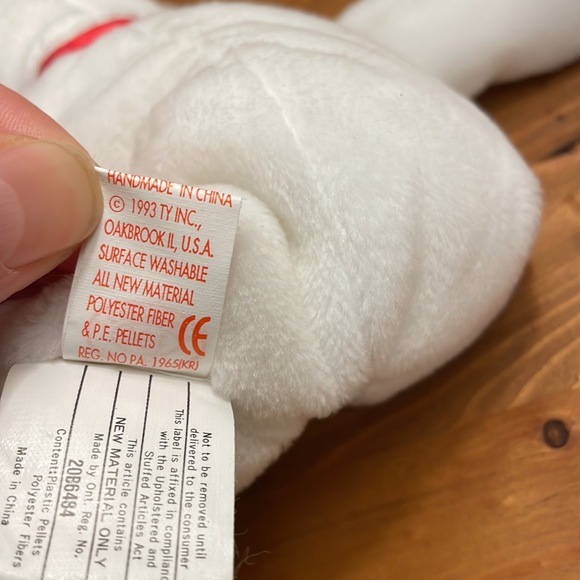 HANDMADE IN CHINA
© 1993 TY INC.,
OAKBROOK IL, U.S.A.
SURFACE WASHABLE
ALL NEW MATERIAL
POLYESTER FIBER
& P.E. PELLETS
CE
REG. NO PA. 1965(KR)
Not to be removed until
delivered to the consumer
This label is affixed in compliance
with the Upholstered and
Stuffed Articles Act
This article contains
NEW MATERIAL ONLY
Made by Ont. Reg. No.
20B6484
Content:Plastic Pellets
Polyester Fibers
Made in China